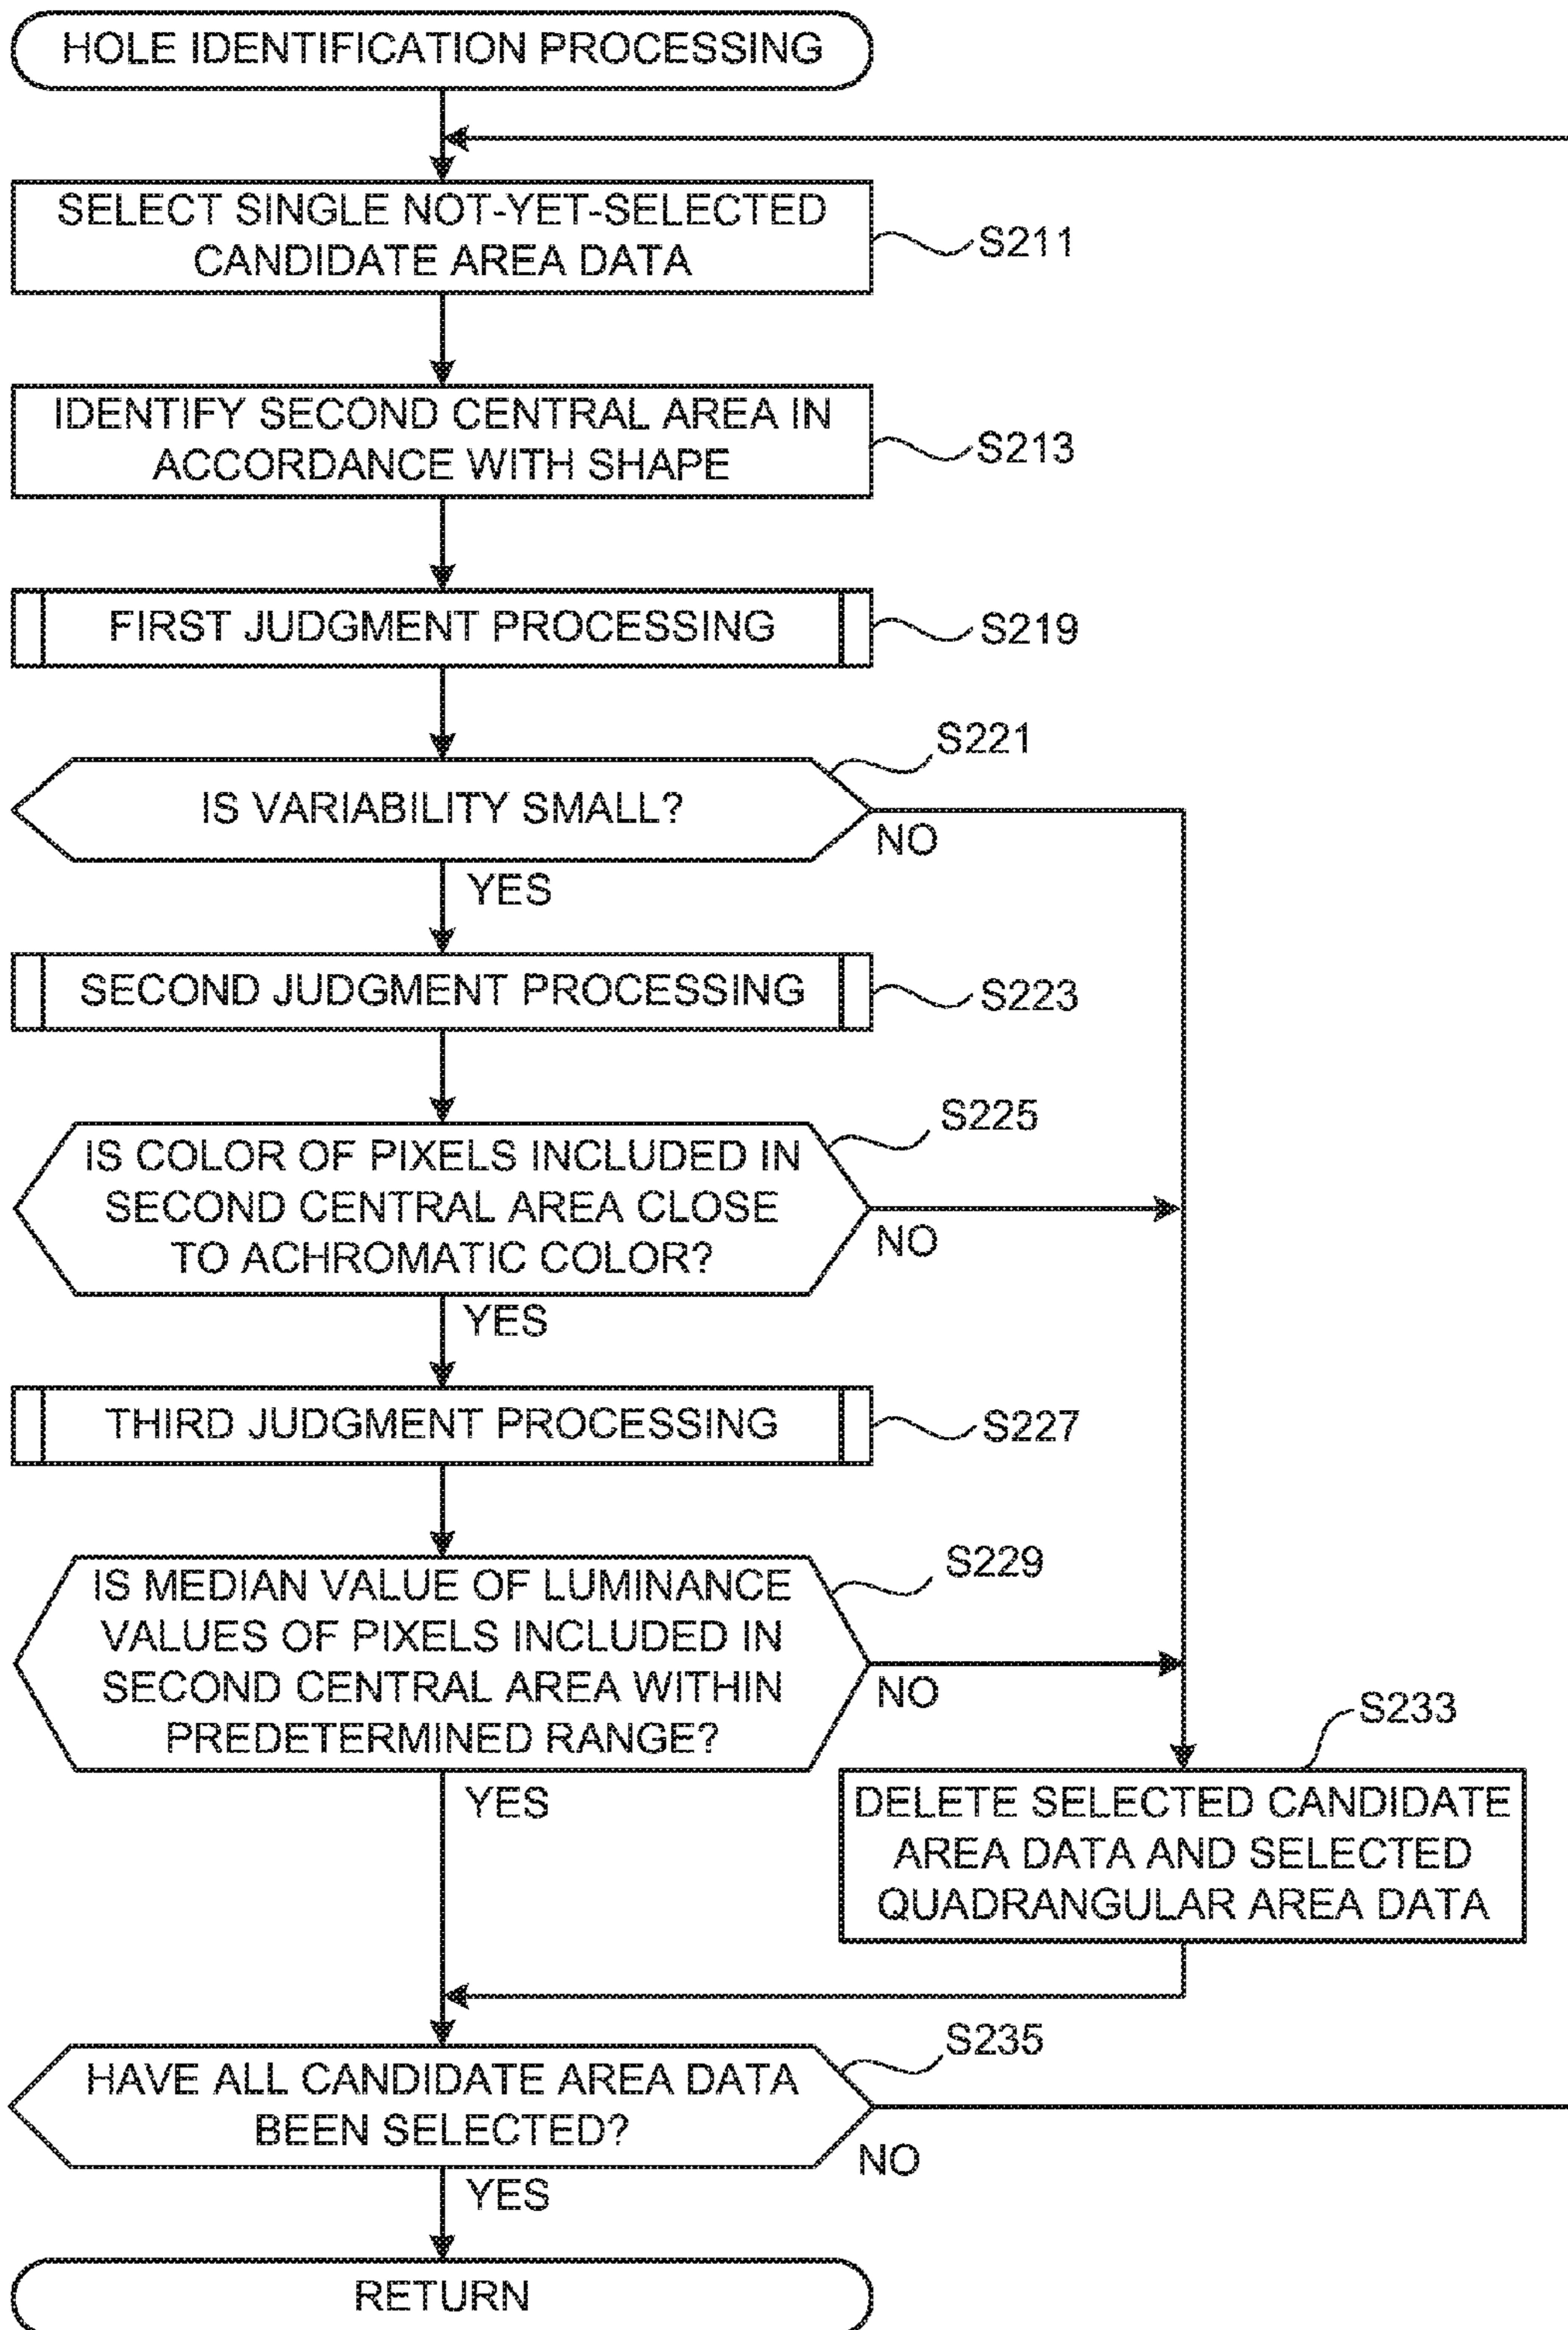 HOLE IDENTIFICATION PROCESSING
SELECT SINGLE NOT-YET-SELECTED
CANDIDATE AREA DATA
S211
IDENTIFY SECOND CENTRAL AREA IN
ACCORDANCE WITH SHAPE
S213
FIRST JUDGMENT PROCESSING
S219
S221
IS VARIABILITY SMALL?
NO
YES
SECOND JUDGMENT PROCESSING
S223
S225
IS COLOR OF PIXELS INCLUDED IN
SECOND CENTRAL AREA CLOSE
TO ACHROMATIC COLOR?
NO
YES
THIRD JUDGMENT PROCESSING
S227
S229
IS MEDIAN VALUE OF LUMINANCE
VALUES OF PIXELS INCLUDED IN
SECOND CENTRAL AREA WITHIN
PREDETERMINED RANGE?
NO
YES
S233
DELETE SELECTED CANDIDATE
AREA DATA AND SELECTED
QUADRANGULAR AREA DATA
S235
HAVE ALL CANDIDATE AREA DATA
BEEN SELECTED?
NO
YES
RETURN